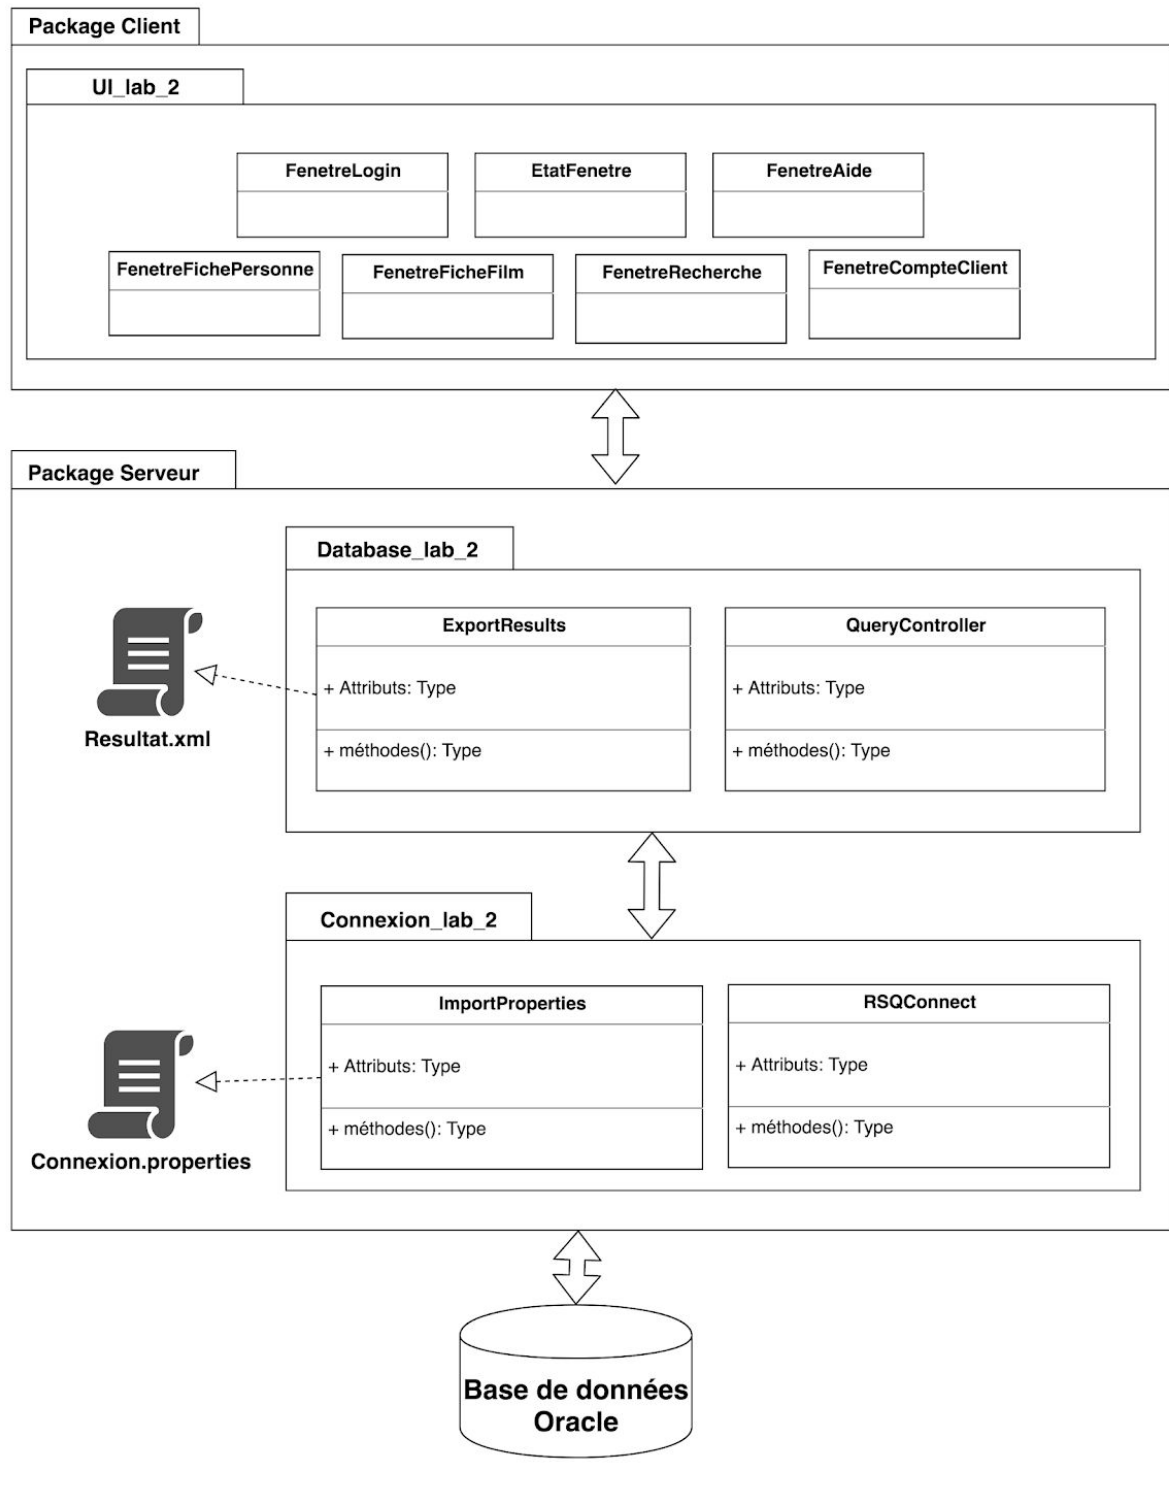 Package Client
UI_lab_2
FenetreLogin
EtatFenetre
FenetreAide
FenetreFichePersonne
FenetreFicheFilm
FenetreRecherche
FenetreCompteClient
Package Serveur
Database_lab_2
ExportResults
+ Attributs: Type
+ méthodes(): Type
QueryController
+ Attributs: Type
+ méthodes(): Type
Resultat.xml
Connexion_lab_2
ImportProperties
+ Attributs: Type
+ méthodes(): Type
RSQConnect
+ Attributs: Type
+ méthodes(): Type
Connexion.properties
Base de données
Oracle